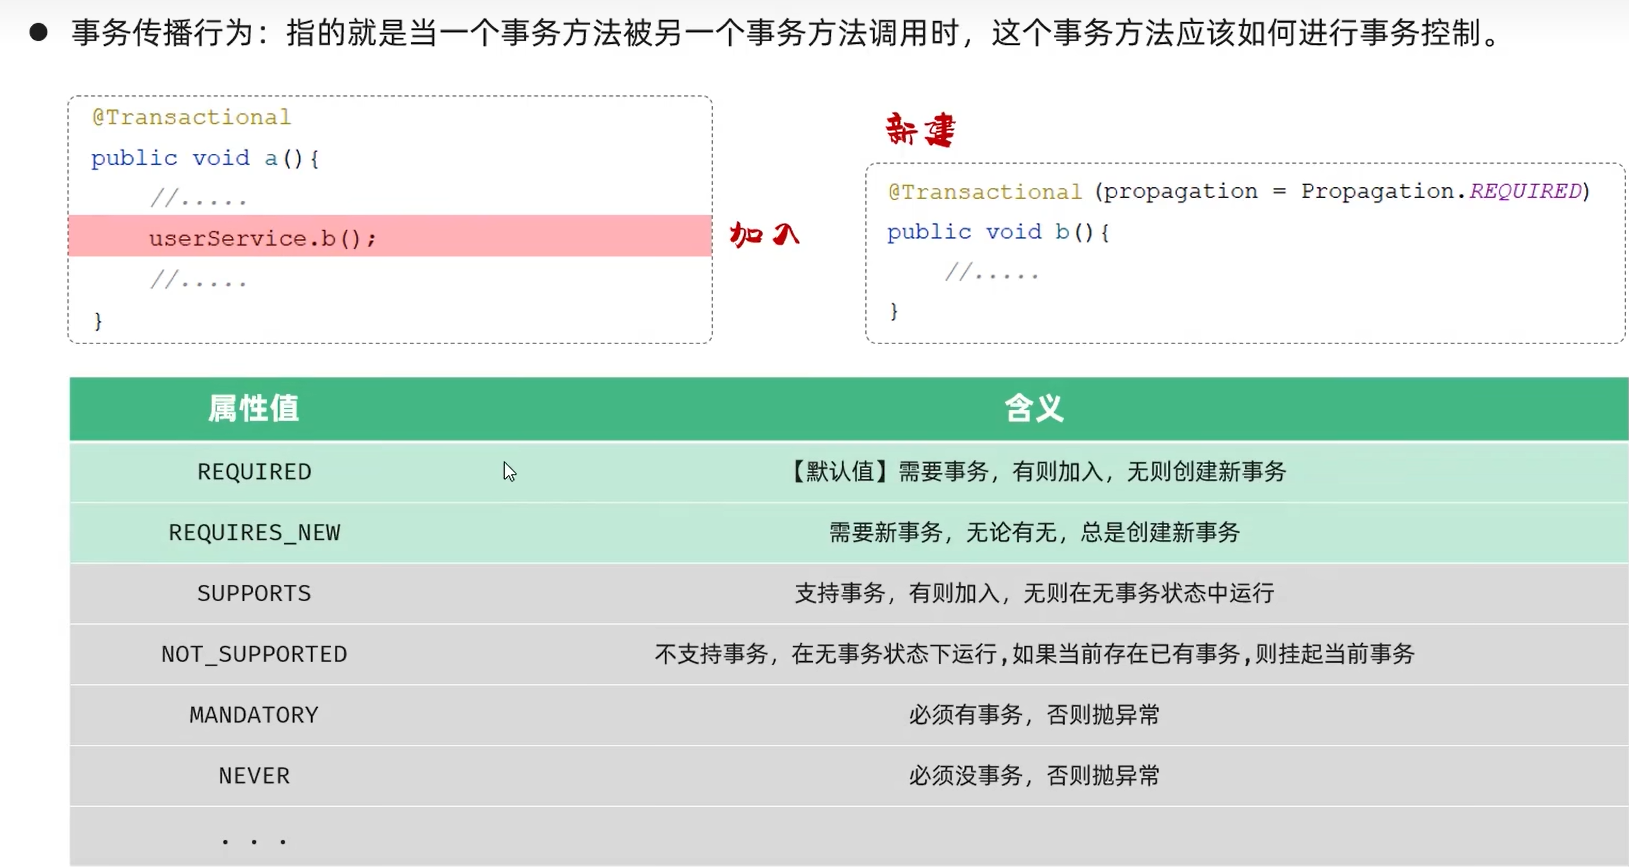 ● 事务传播行为：指的就是当一个事务方法被另一个事务方法调用时，这个事务方法应该如何进行事务控制。
@Transactional
public void a(){
//.....
userService.b();
//.....
}
加入
新建
@Transactional(propagation = Propagation.REQUIRED)
public void b(){
//.....
}
属性值 含义
REQUIRED 【默认值】需要事务，有则加入，无则创建新事务
REQUIRES_NEW 需要新事务，无论有无，总是创建新事务
SUPPORTS 支持事务，有则加入，无则在无事务状态中运行
NOT_SUPPORTED 不支持事务，在无事务状态下运行,如果当前存在已有事务,则挂起当前事务
MANDATORY 必须有事务，否则抛异常
NEVER 必须没事务，否则抛异常
. . .